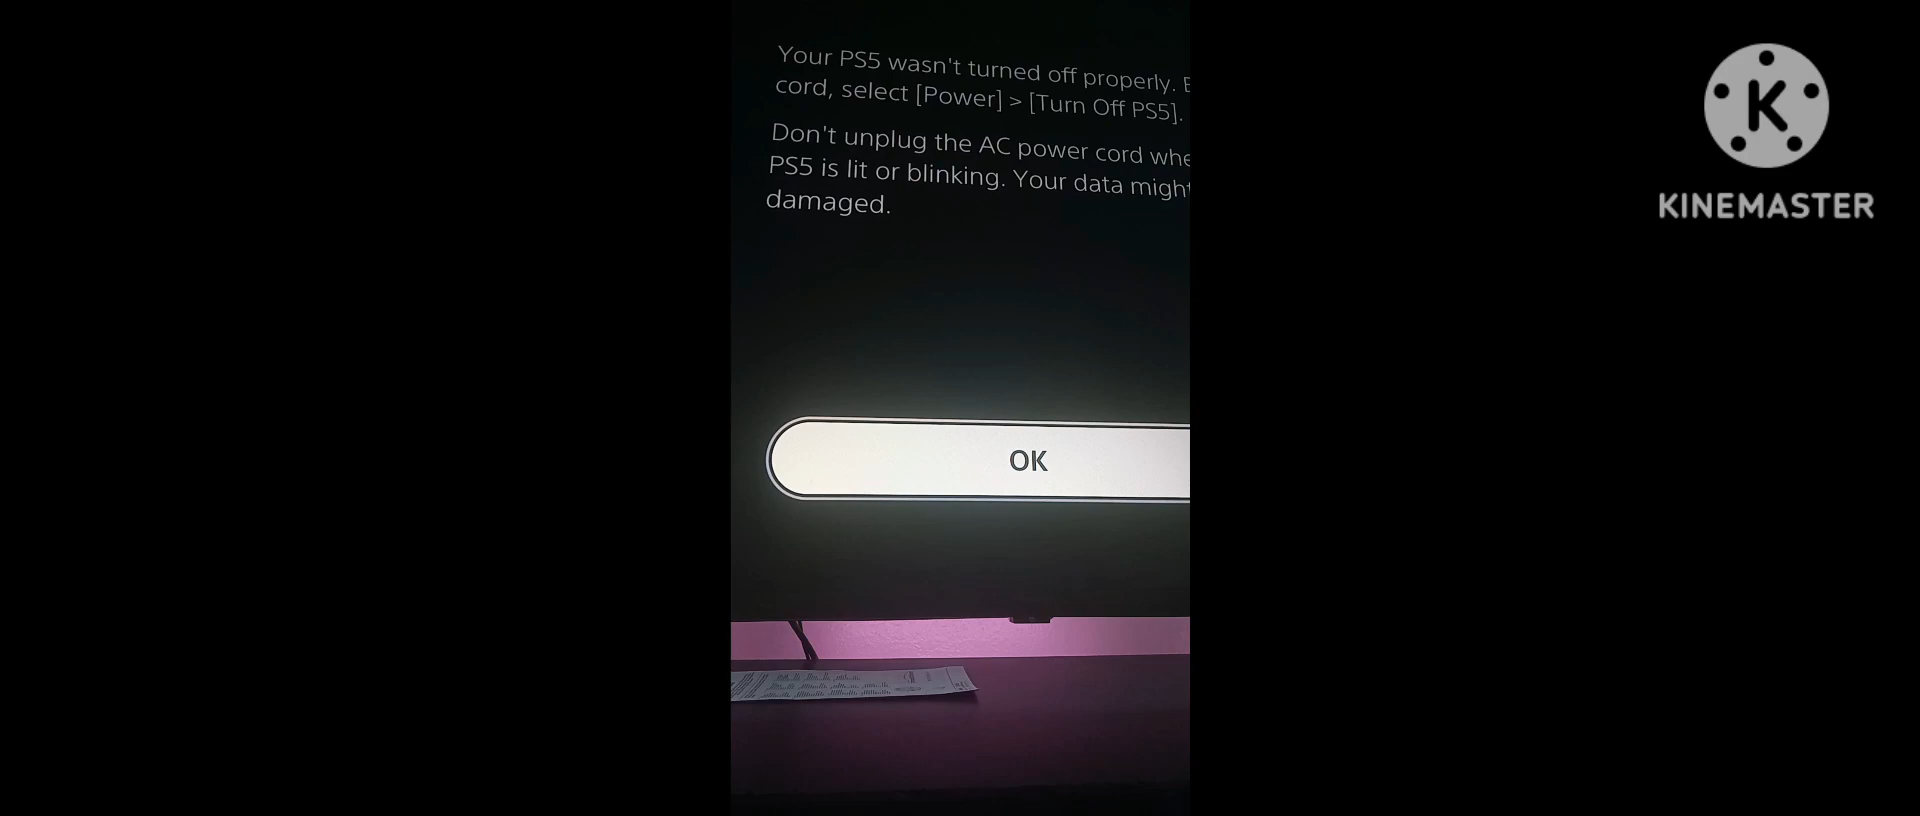 Your PS5 wasn't turned off properly.
cord, select [Power] > [Turn Off PS5].
Don't unplug the AC power cord
PS5 is lit or blinking. Your data might
damaged.
OK
K
KINEMASTER